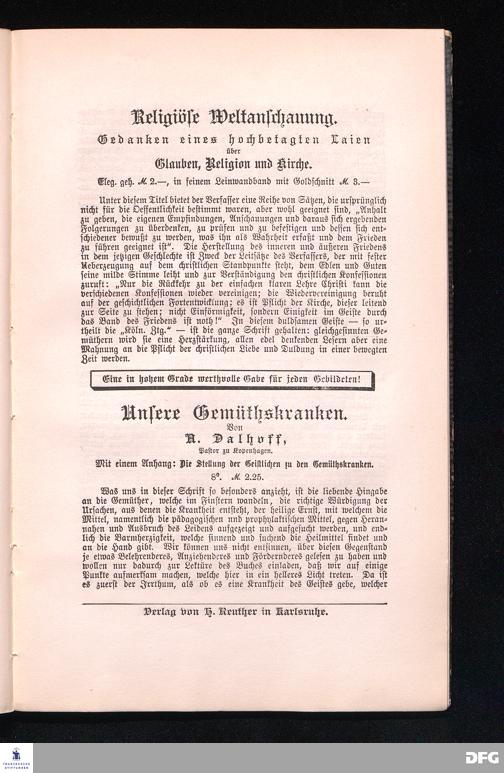 Religiöse Weltanschauung.
Gedanken eines hochbetagten Laien
über
Glauben, Religion und Kirche.
Eleg. geh. M. 2.—, in feinem Leinwandband mit Goldschnitt M. 3.—
Unter diesem Titel bietet der Verfasser eine Reihe von Sätzen, die ursprünglich
nicht für die Oeffentlichkeit bestimmt waren, aber wohl geeignet sind, „Anhalt
zu geben, die eigenen Empfindungen, Anschauungen und daraus sich ergebenden
Folgerungen zu überdenken, zu prüfen und zu befestigen und dessen sich ent-
schiedener bewußt zu werden, was ihn als Wahrheit erfaßt und dem Frieden
zu führen geeignet ist“. Die Herstellung des inneren und äußeren Friedens
in dem jetzigen Geschlechte ist Zweck der Leitsätze des Verfassers, der mit fester
Ueberzeugung auf dem christlichen Standpunkte steht, dem Edlen und Guten
seine milde Stimme leiht und zur Verständigung den christlichen Konfessionen
zuruft: „Nur die Rückkehr zu der einfachen klaren Lehre Christi kann die
verschiedenen Konfessionen wieder vereinigen; die Wiedervereinigung beruht
auf der geschichtlichen Fortentwicklung; es ist Pflicht der Kirche, dieser leitend
zur Seite zu stehen; nicht Einförmigkeit, sondern Einigkeit im Geiste durch
das Band des Friedens ist noth!“ In diesem duldsamen Geiste — so ur-
theilt die „Köln. Ztg.“ — ist die ganze Schrift gehalten: gleichgesinnten Ge-
müthern wird sie eine Herzstärkung, allen edel denkenden Lesern aber eine
Mahnung an die Pflicht der christlichen Liebe und Duldung in einer bewegten
Zeit werden.
Eine in hohem Grade werthvolle Gabe für jeden Gebildeten!
Unsere Gemüthskranken.
Von
A. Dalhoff,
Pastor zu Kopenhagen.
Mit einem Anhang: Die Stellung der Geistlichen zu den Gemüthskranken.
8°. M. 2.25.
Was uns in dieser Schrift so besonders anzieht, ist die liebende Hingabe
an die Gemüther, welche im Finstern wandeln, die richtige Würdigung der
Ursachen, aus denen die Krankheit entsteht, der heilige Ernst, mit welchem die
Mittel, namentlich die pädagogischen und prophylaktischen Mittel, gegen Heran-
nahen und Ausbruch des Leidens aufgezeigt und aufgesucht werden, und end-
lich die Barmherzigkeit, welche sinnend und suchend die Heilmittel findet und
an die Hand gibt. Wir können uns nicht entsinnen, über diesen Gegenstand
je etwas Belehrenderes, Anziehenderes und Förderenderes gelesen zu haben und
wollen nur dadurch zur Lektüre des Buches einladen, daß wir auf einige
Punkte aufmerksam machen, welche hier in ein helleres Licht treten. Da ist
es zuerst der Irrthum, als ob es eine Krankheit des Geistes gebe, welcher
Verlag von H. Reuther in Karlsruhe.
FRANCKESCHE
STIFTUNGEN
DFG